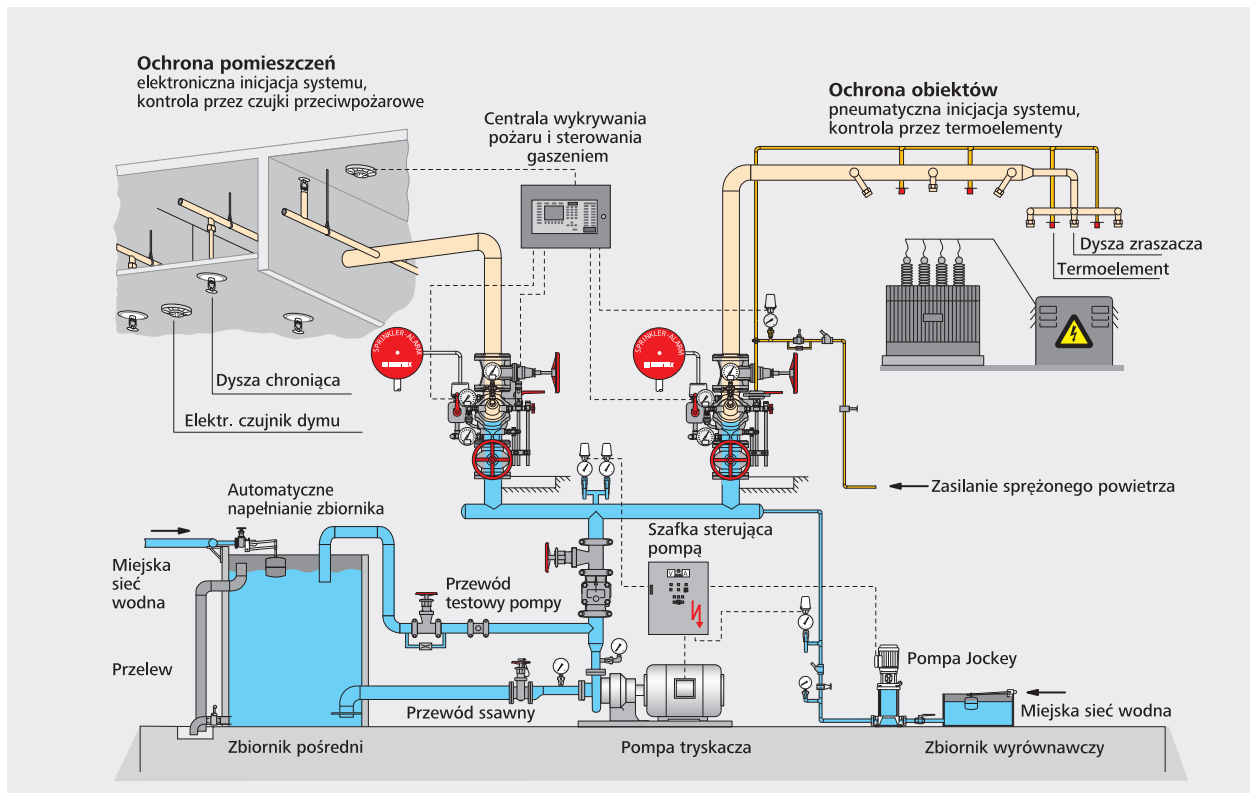 Ochrona pomieszczeń
elektroniczna inicjacja systemu,
kontrola przez czujki przeciwpożarowe
Centrala wykrywania
pożaru i sterowania
gaszeniem
Ochrona obiektów
pneumatyczna inicjacja systemu,
kontrola przez termoelementy
Dysza zraszacza
Termoelement
SPRINKLER-ALARM
SPRINKLER-ALARM
Dysza chroniąca
Elektr. czujnik dymu
Zasilanie sprężonego powietrza
Automatyczne
napełnianie zbiornika
Miejska
sieć
wodna
Szafka sterująca
pompą
V A
Przewód
testowy pompy
Przelew
Pompa Jockey
Przewód ssawny
Miejska sieć wodna
Zbiornik pośredni
Pompa tryskacza
Zbiornik wyrównawczy